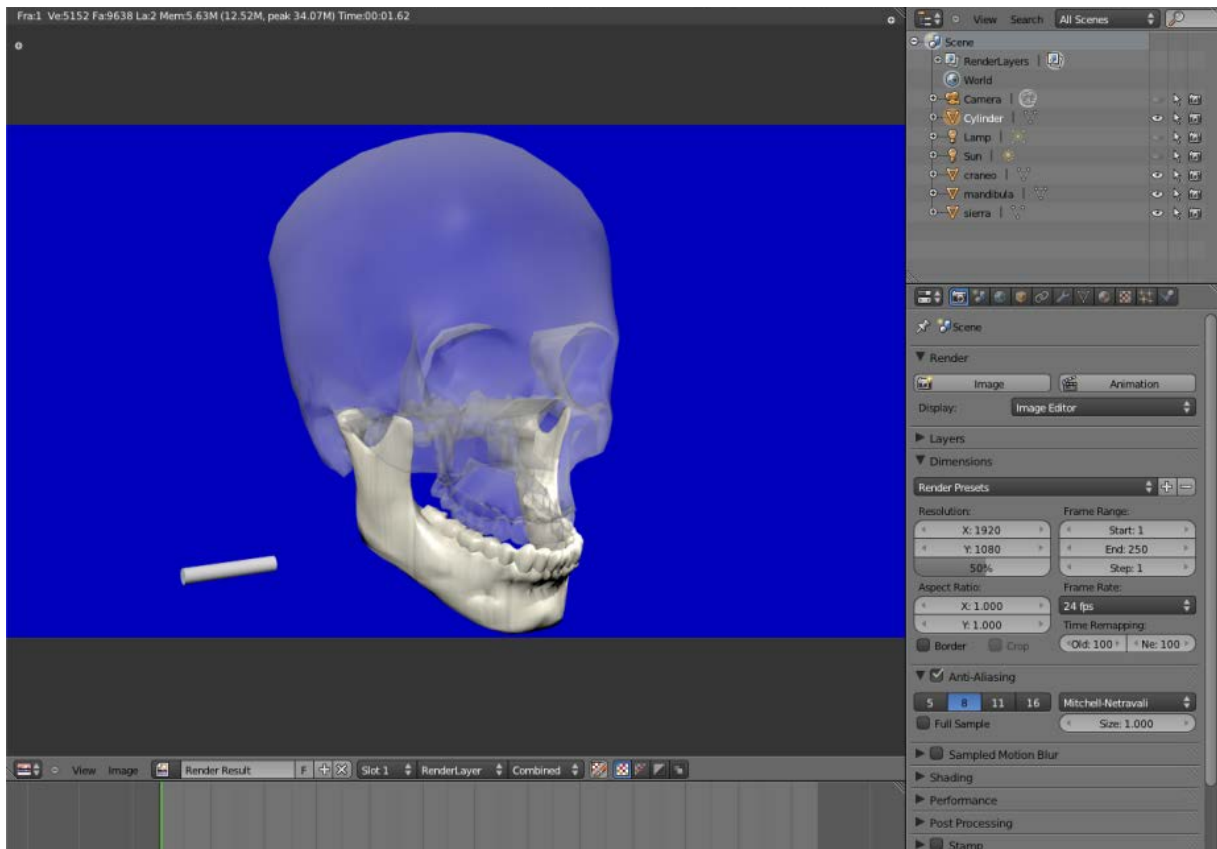 Fra:1 Ve:5152 Fa:9638 La:2 Mem:5.63M (12.52M, peak 34.07M) Time:00:01.62
View Search All Scenes
Scene
RenderLayers
World
Camera
Cylinder
Lamp
Sun
craneo
mandibula
sierra
Scene
Render
Image Animation
Display: Image Editor
Layers
Dimensions
Render Presets
Resolution: Frame Range:
X: 1920 Start: 1
Y: 1080 End: 250
50% Step: 1
Aspect Ratio: Frame Rate:
X: 1.000 24 fps
Y: 1.000 Time Remapping:
Border Crop Old: 100 Ne: 100
Anti-Aliasing
5 8 11 16 Mitchell-Netravali
Full Sample Size: 1.000
Sampled Motion Blur
Shading
Performance
Post Processing
Stamp
View Image Render Result F Slot 1 RenderLayer Combined